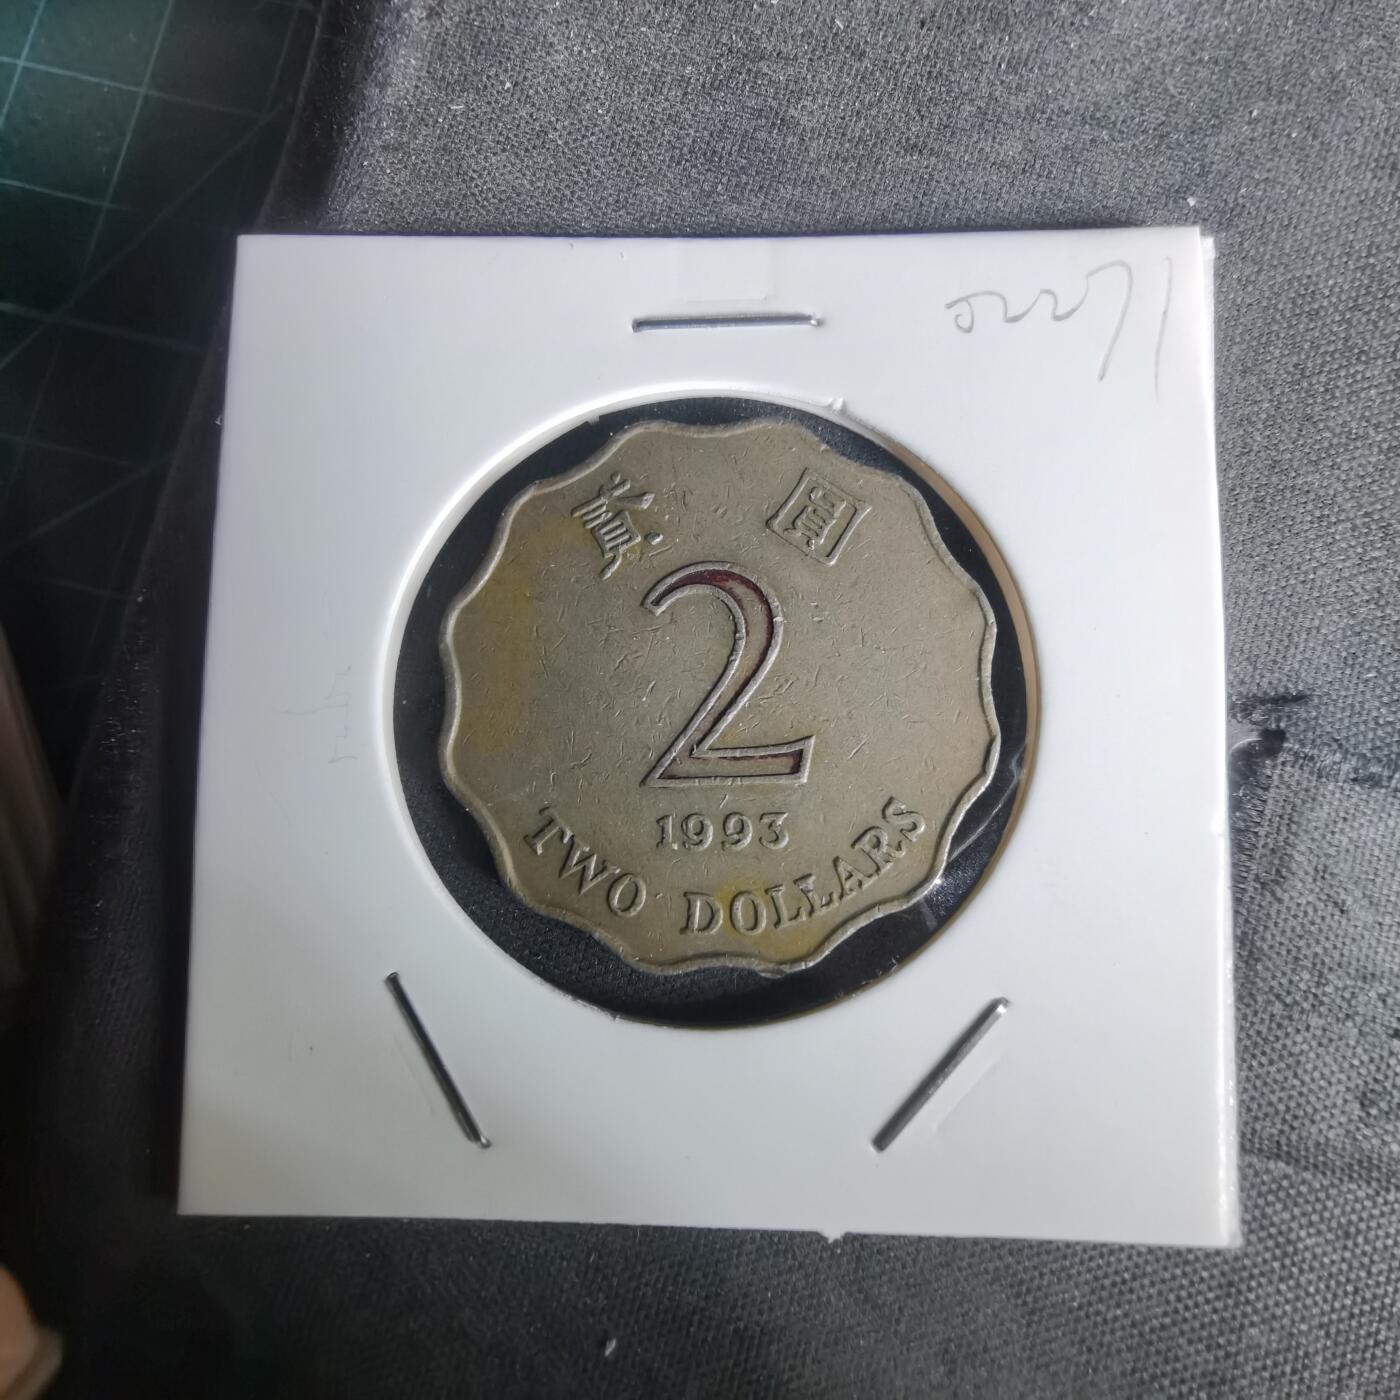 貳 圓
2
1993
TWO DOLLARS